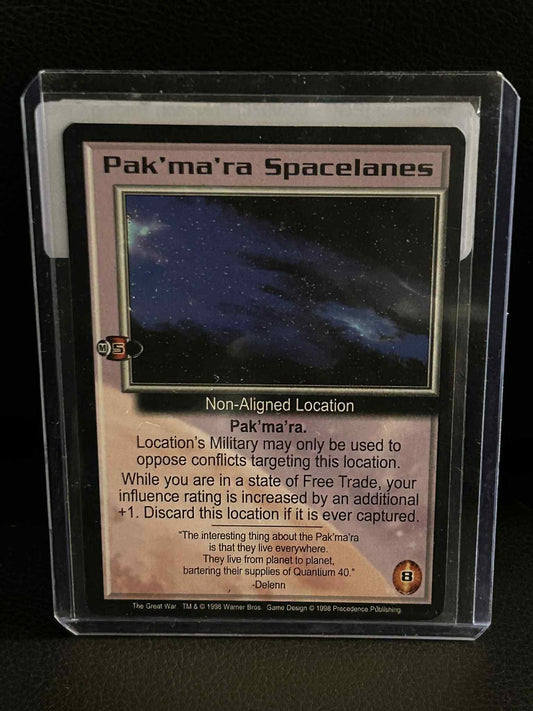 Pak'ma'ra Spacelanes
M 5
Non-Aligned Location
Pak'ma'ra.
Location's Military may only be used to
oppose conflicts targeting this location.
While you are in a state of Free Trade, your
influence rating is increased by an additional
+1. Discard this location if it is ever captured.
"The interesting thing about the Pak'ma'ra
is that they live everywhere.
They live from planet to planet,
bartering their supplies of Quantium 40."
-Delenn
8
The Great War TM & © 1998 Warner Bros. Game Design © 1998 Precedence Publishing.